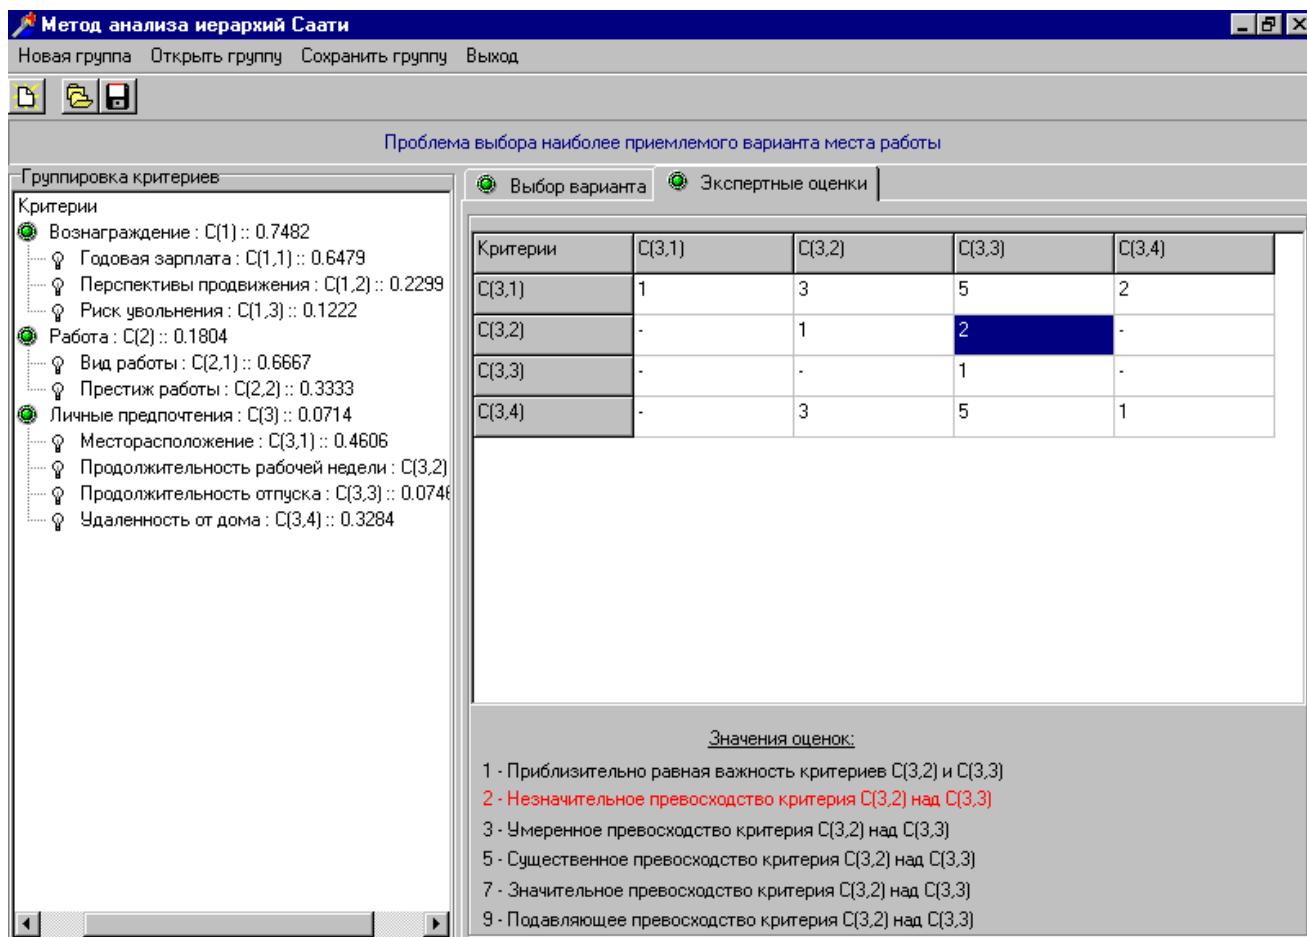 Метод анализа иерархий Саати
Новая группа Открыть группу Сохранить группу Выход
Проблема выбора наиболее приемлемого варианта места работы
Группировка критериев
Критерии
Вознаграждение : C(1) :: 0.7482
Годовая зарплата : C(1,1) :: 0.6479
Перспективы продвижения : C(1,2) :: 0.2299
Риск увольнения : C(1,3) :: 0.1222
Работа : C(2) :: 0.1804
Вид работы : C(2,1) :: 0.6667
Престиж работы : C(2,2) :: 0.3333
Личные предпочтения : C(3) :: 0.0714
Месторасположение : C(3,1) :: 0.4606
Продолжительность рабочей недели : C(3,2)
Продолжительность отпуска : C(3,3) :: 0.0746
Удаленность от дома : C(3,4) :: 0.3284
Выбор варианта Экспертные оценки
Критерии C(3,1) C(3,2) C(3,3) C(3,4)
C(3,1) 1 3 5 2
C(3,2) - 1 2 -
C(3,3) - - 1 -
C(3,4) - 3 5 1
Значения оценок:
1 - Приблизительно равная важность критериев C(3,2) и C(3,3)
2 - Незначительное превосходство критерия C(3,2) над C(3,3)
3 - Умеренное превосходство критерия C(3,2) над C(3,3)
5 - Существенное превосходство критерия C(3,2) над C(3,3)
7 - Значительное превосходство критерия C(3,2) над C(3,3)
9 - Подавляющее превосходство критерия C(3,2) над C(3,3)